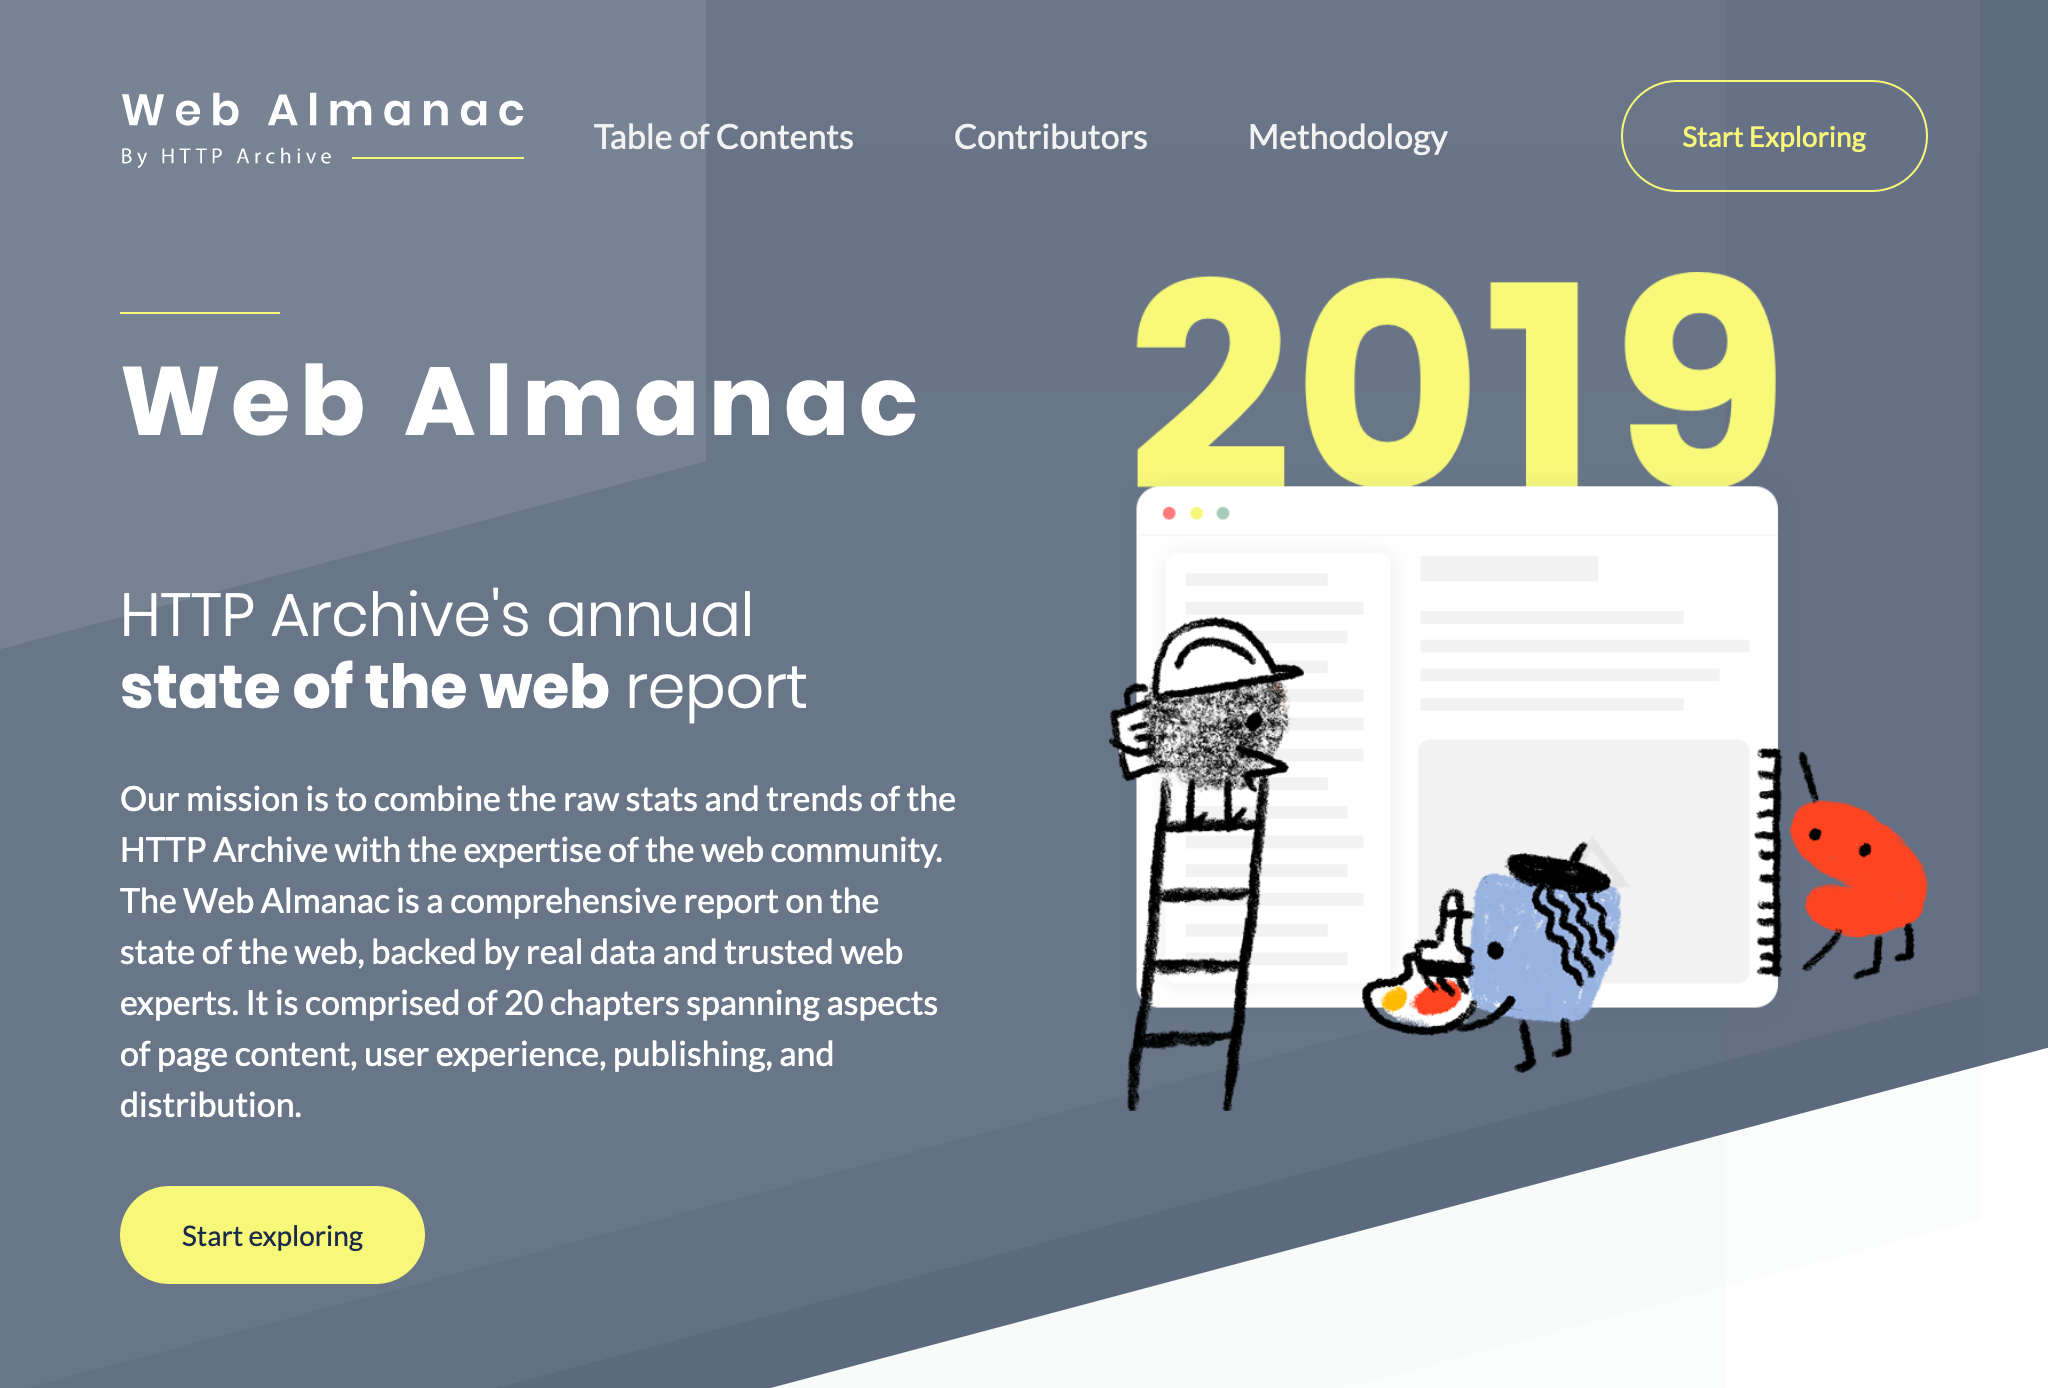 Web Almanac
By HTTP Archive
Table of Contents
Contributors
Methodology
Start Exploring
2019
Web Almanac
HTTP Archive's annual
state of the web report
Our mission is to combine the raw stats and trends of the
HTTP Archive with the expertise of the web community.
The Web Almanac is a comprehensive report on the
state of the web, backed by real data and trusted web
experts. It is comprised of 20 chapters spanning aspects
of page content, user experience, publishing, and
distribution.
Start exploring